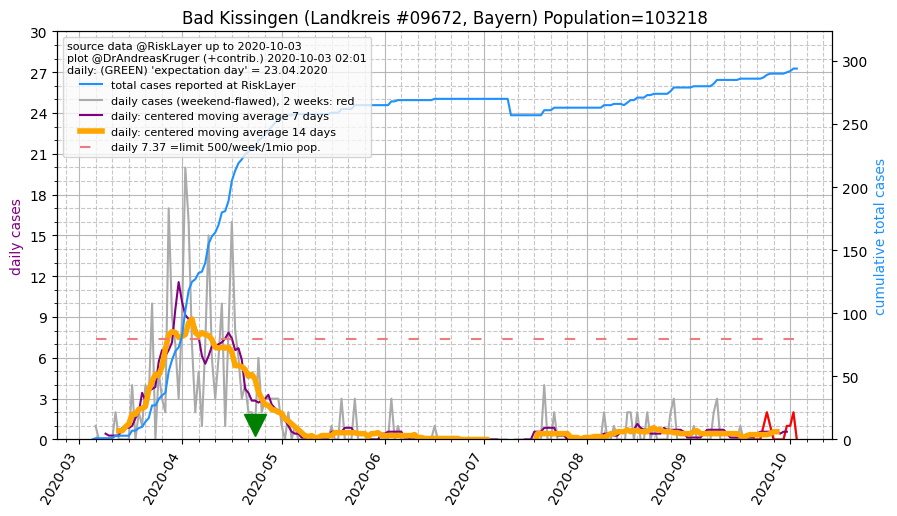 Bad Kissingen (Landkreis #09672, Bayern) Population=103218
source data @RiskLayer up to 2020-10-03
plot @DrAndreasKruger (+contrib.) 2020-10-03 02:01
daily: (GREEN) 'expectation day' = 23.04.2020
total cases reported at RiskLayer
daily cases (weekend-flawed), 2 weeks: red
daily: centered moving average 7 days
daily: centered moving average 14 days
daily 7.37 =limit 500/week/1mio pop.
daily cases
30
27
24
21
18
15
12
9
6
3
0
cumulative total cases
300
250
200
150
100
50
0
2020-03
2020-04
2020-05
2020-06
2020-07
2020-08
2020-09
2020-10